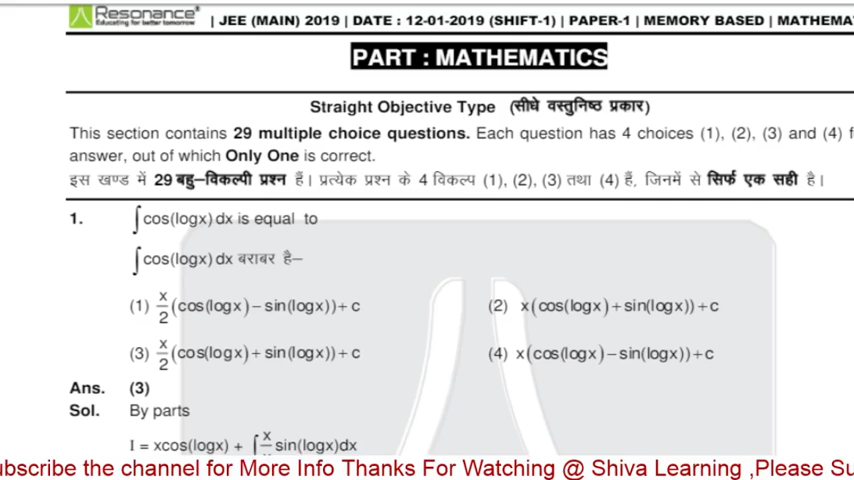 Resonance®
Educating for better tomorrow
| JEE (MAIN) 2019 | DATE : 12-01-2019 (SHIFT-1) | PAPER-1 | MEMORY BASED | MATHEMA
PART : MATHEMATICS
Straight Objective Type (सीधे वस्तुनिष्ठ प्रकार)
This section contains 29 multiple choice questions. Each question has 4 choices (1), (2), (3) and (4) f
answer, out of which Only One is correct.
इस खण्ड में 29 बहु–विकल्पी प्रश्न हैं। प्रत्येक प्रश्न के 4 विकल्प (1), (2), (3) तथा (4) हैं, जिनमें से सिर्फ एक सही है।
1. ∫cos(logx) dx is equal to
∫cos(logx) dx बराबर है–
(1) x/2 (cos(logx) – sin(logx)) + c (2) x(cos(logx) + sin(logx)) + c
(3) x/2 (cos(logx) + sin(logx)) + c (4) x(cos(logx) – sin(logx)) + c
Ans. (3)
Sol. By parts
I = xcos(logx) + ∫x/x sin(logx)dx
ubscribe the channel for More Info Thanks For Watching @ Shiva Learning ,Please Su